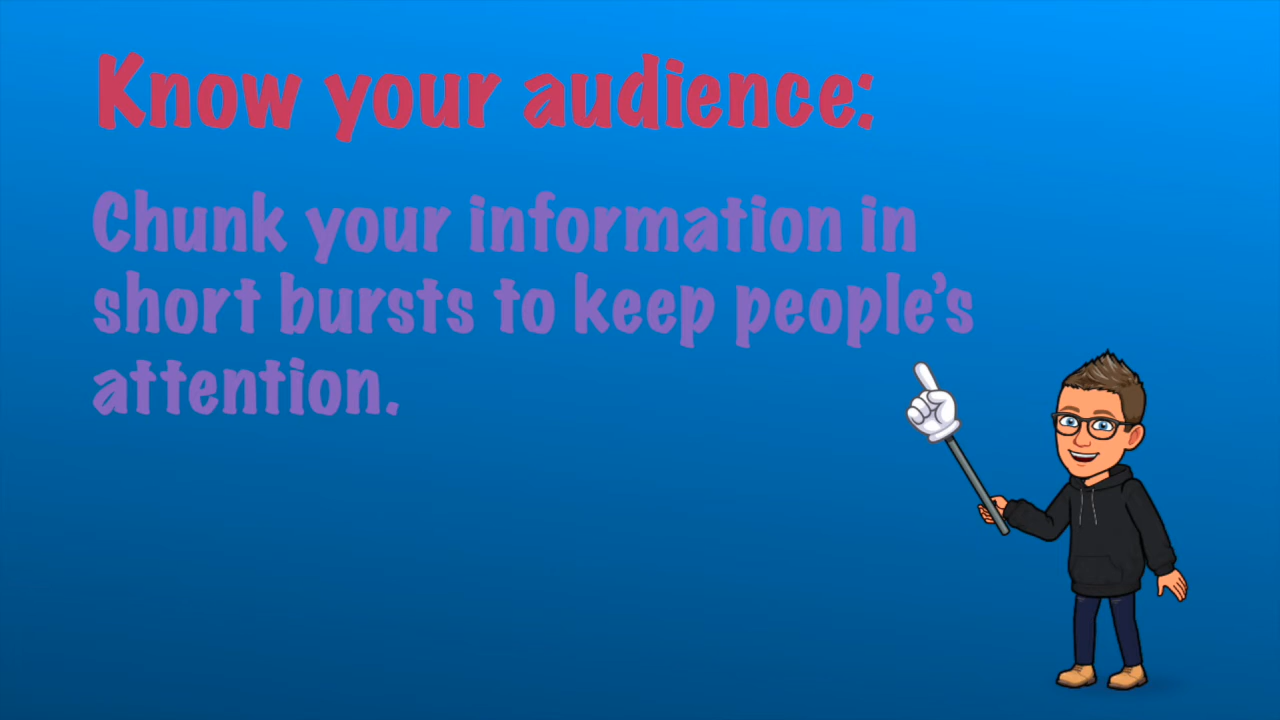 Know your audience:
Chunk your information in
short bursts to keep people’s
attention.